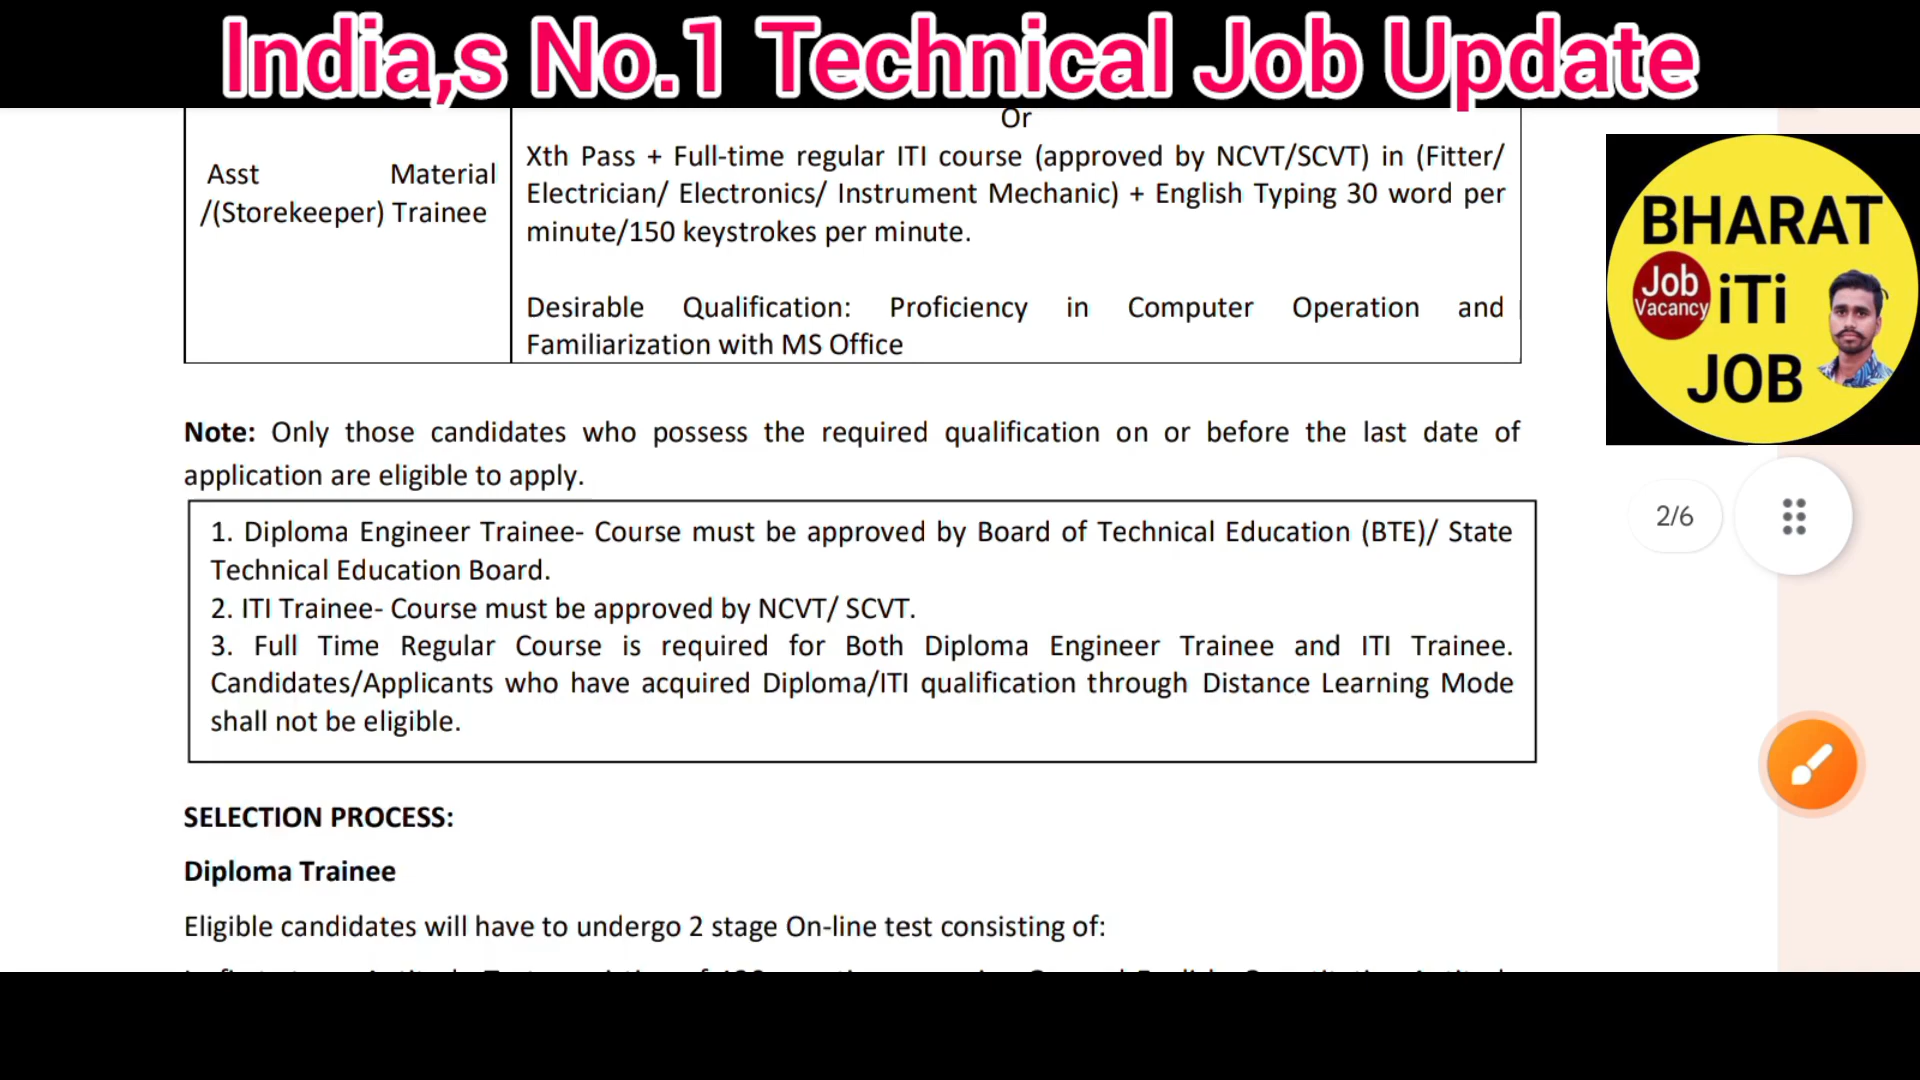 India,s No.1 Technical Job Update
Or
Asst Material
/(Storekeeper) Trainee
Xth Pass + Full-time regular ITI course (approved by NCVT/SCVT) in (Fitter/
Electrician/ Electronics/ Instrument Mechanic) + English Typing 30 word per
minute/150 keystrokes per minute.
Desirable Qualification: Proficiency in Computer Operation and
Familiarization with MS Office
BHARAT
Job
Vacancy
iTi
JOB
Note: Only those candidates who possess the required qualification on or before the last date of
application are eligible to apply.
2/6
1. Diploma Engineer Trainee- Course must be approved by Board of Technical Education (BTE)/ State
Technical Education Board.
2. ITI Trainee- Course must be approved by NCVT/ SCVT.
3. Full Time Regular Course is required for Both Diploma Engineer Trainee and ITI Trainee.
Candidates/Applicants who have acquired Diploma/ITI qualification through Distance Learning Mode
shall not be eligible.
SELECTION PROCESS:
Diploma Trainee
Eligible candidates will have to undergo 2 stage On-line test consisting of: